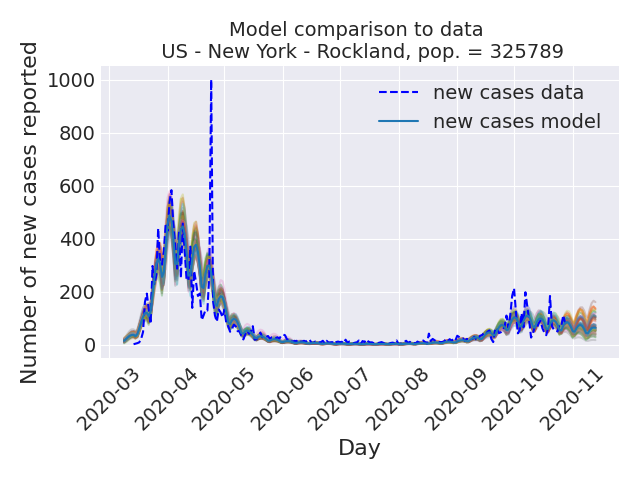 Model comparison to data
US - New York - Rockland, pop. = 325789
Number of new cases reported
1000
800
600
400
200
0
new cases data
new cases model
2020-03
2020-04
2020-05
2020-06
2020-07
2020-08
2020-09
2020-10
2020-11
Day